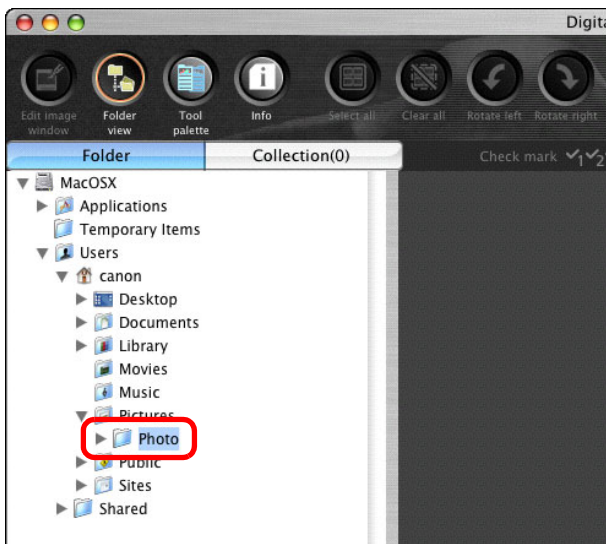 Digita
Edit image window
Folder view
Tool palette
Info
Select all
Clear all
Rotate left
Rotate right
Folder
Collection(0)
Check mark 1 2
MacOSX
Applications
Temporary Items
Users
canon
Desktop
Documents
Library
Movies
Music
Pictures
Photo
Public
Sites
Shared